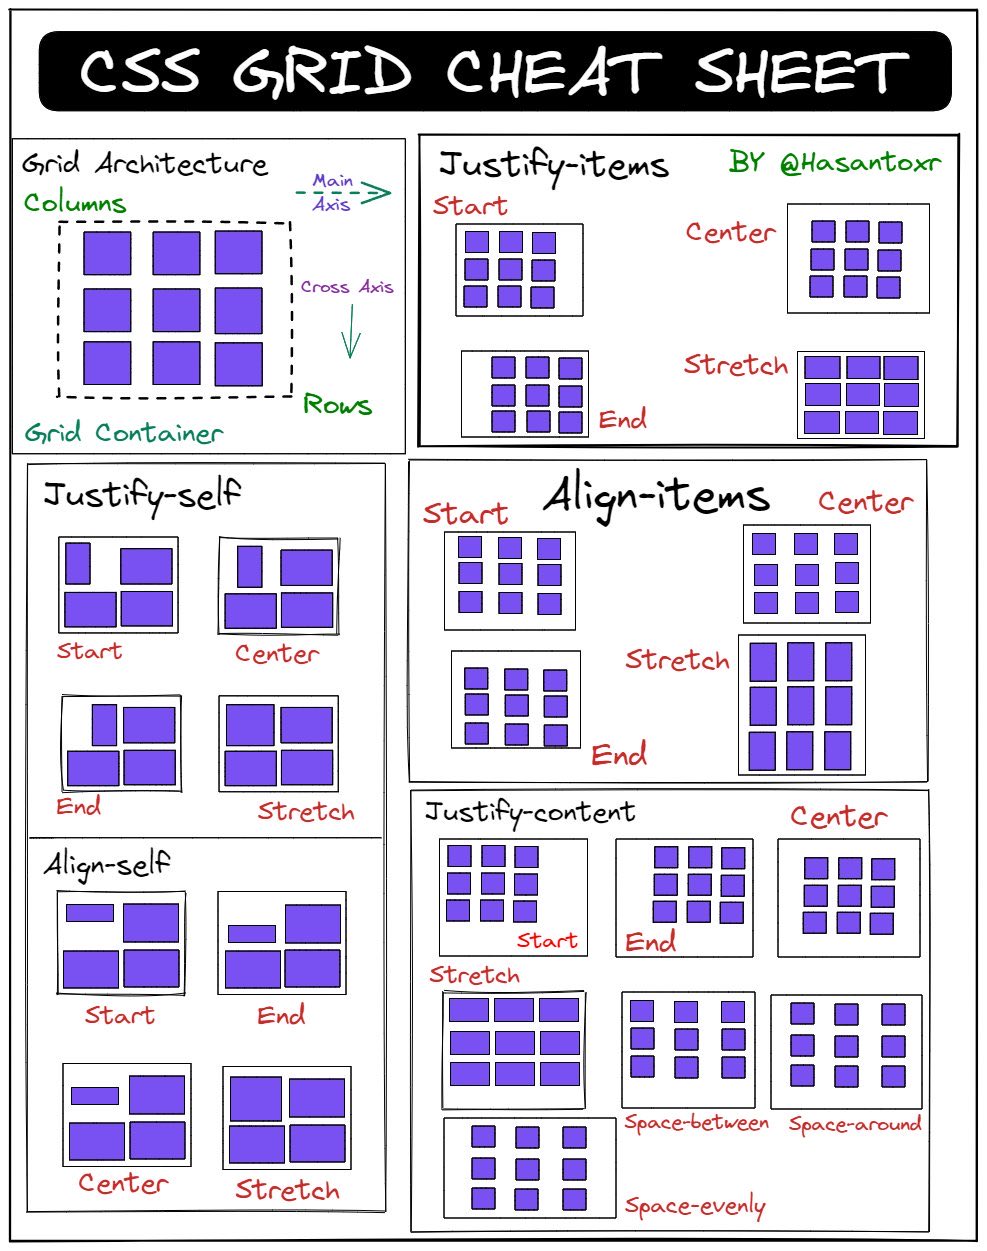 CSS GRID CHEAT SHEET
Grid Architecture
Columns
Main
Axis
Cross Axis
Rows
Grid Container
Justify-items
BY @Hasantoxr
Start
Center
End
Stretch
Justify-self
Start
Center
End
Stretch
Align-items
Start
Center
Stretch
End
Align-self
Start
End
Center
Stretch
Justify-content
Center
Start
End
Stretch
Space-between
Space-around
Space-evenly